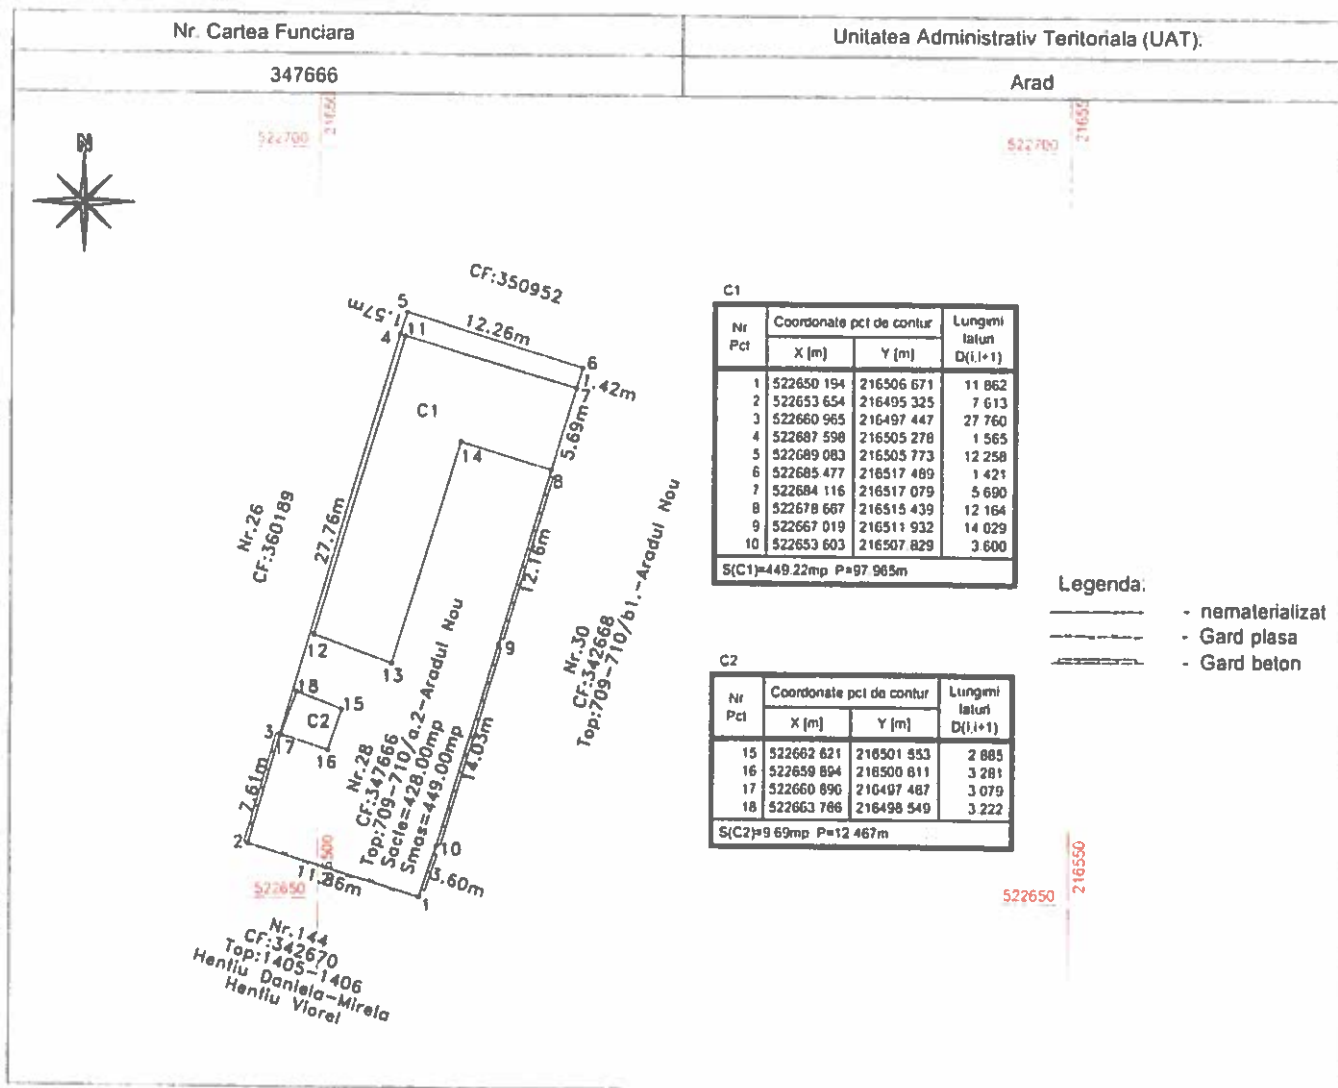 Nr. Cartea Funciara
Unitatea Administrativ Teritoriala (UAT):
347666
Arad
522700
216550
522700
N
CF:350952
5
1.57m
12.26m
4
11
6
1.42m
7
C1
5.69m
14
8
Nr.26
CF:360189
27.76m
12.16m
12
13
9
Nr.30
CF:342668
Top:709-710/b1.-Aradul Nou
18
15
C2
3
17
16
7.61m
14.03m
Nr.28
CF:347666
Top:709-710/a.2-Aradul Nou
Sacte=428.00mp
Smas=449.00mp
2
10
3.60m
11.86m
1
522650
Nr.144
CF:342670
Top:1405-1406
Hentiu Daniela-Mirela
Hentiu Viorel
C1
Nr Pct
Coordonate pct de contur
Lungimi laturi D(i,i+1)
X [m] Y [m]
1 522650.194 216506.671 11.862
2 522653.654 216495.325 7.613
3 522660.965 216497.447 27.760
4 522687.598 216505.278 1.565
5 522689.083 216505.773 12.258
6 522685.477 216517.489 1.421
7 522684.116 216517.079 5.690
8 522678.667 216515.439 12.164
9 522667.019 216511.932 14.029
10 522653.603 216507.829 3.600
S(C1)=449.22mp P=97.965m
Legenda:
- nematerializat
- Gard plasa
- Gard beton
C2
Nr Pct
Coordonate pct de contur
Lungimi laturi D(i,i+1)
X [m] Y [m]
15 522662.621 216501.553 2.885
16 522659.894 216500.611 3.281
17 522660.890 216497.487 3.079
18 522663.786 216498.549 3.222
S(C2)=9.69mp P=12.467m
522650
216550